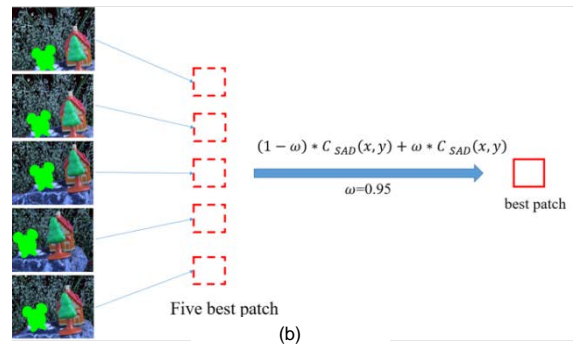 (1 − ω) * C SAD(x, y) + ω * C SAD(x, y)
ω=0.95
best patch
Five best patch
(b)